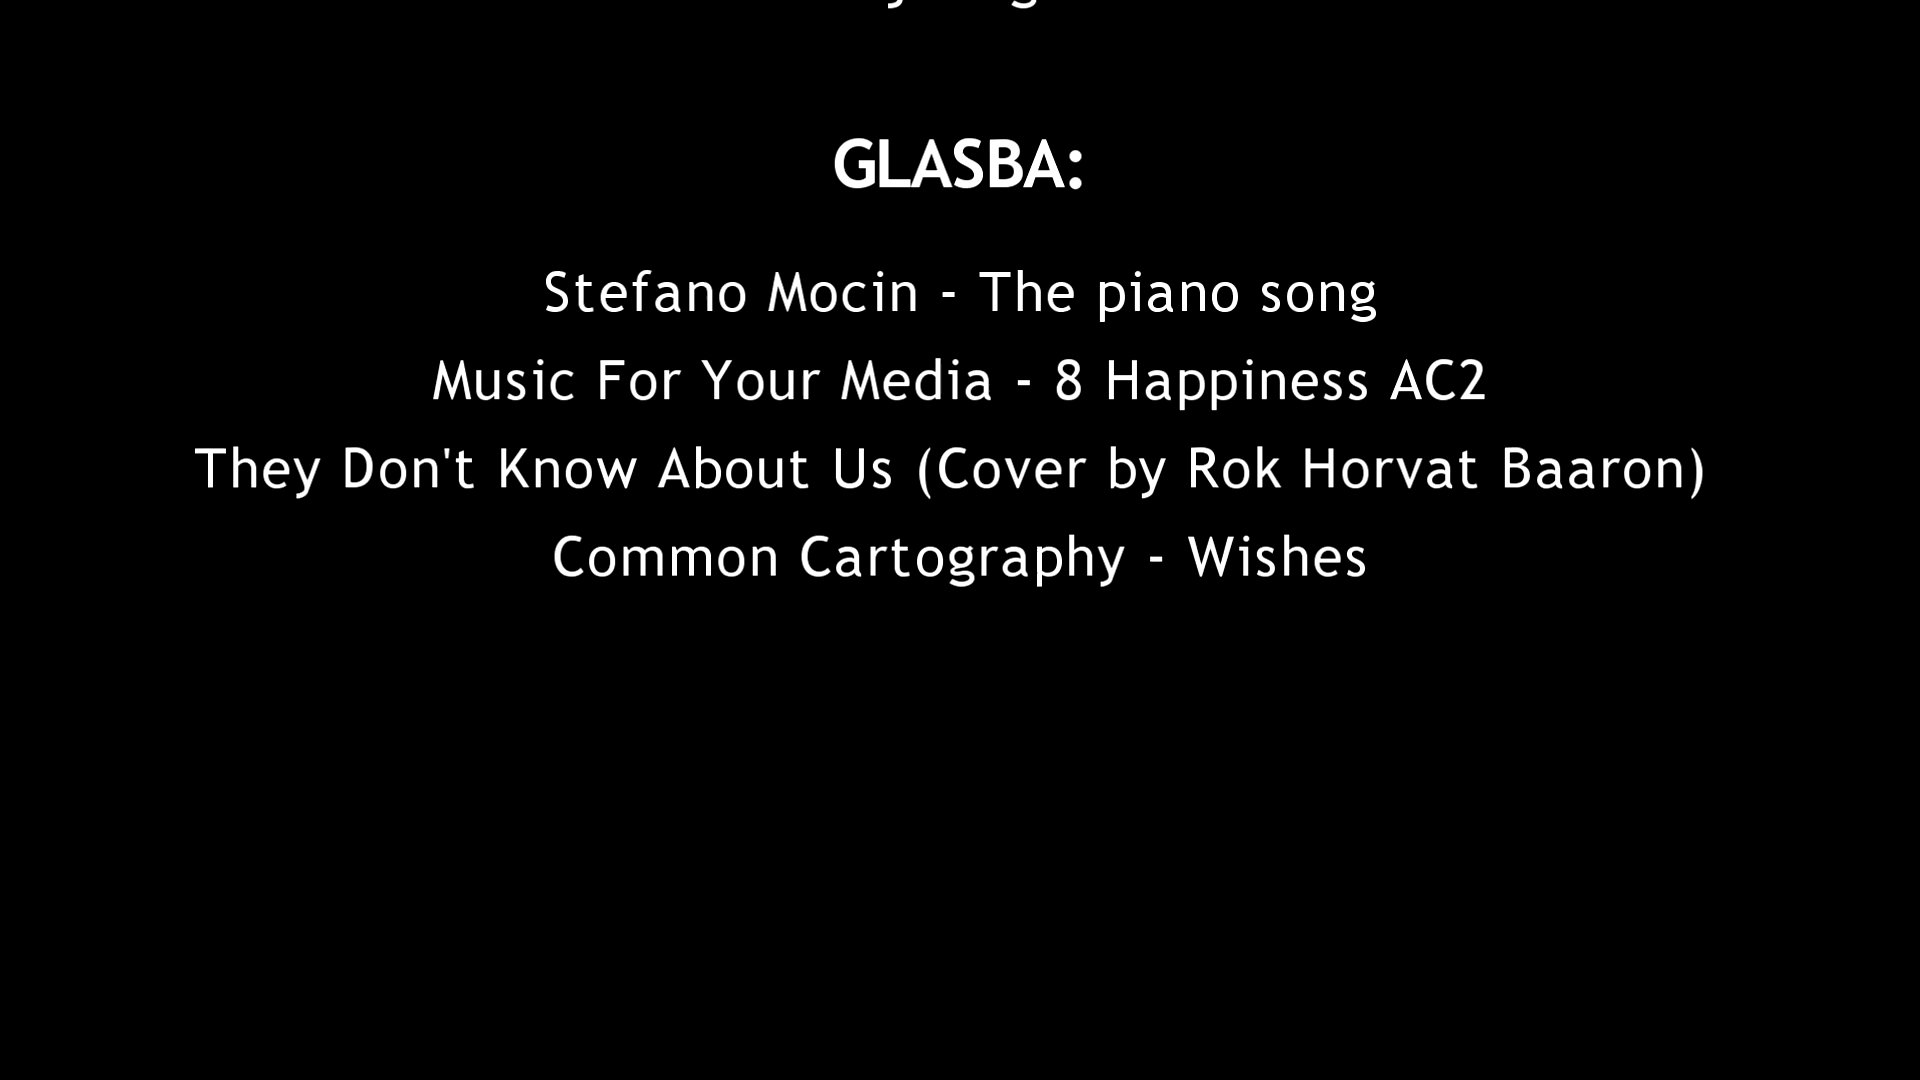 GLASBA:
Stefano Mocin - The piano song
Music For Your Media - 8 Happiness AC2
They Don't Know About Us (Cover by Rok Horvat Baaron)
Common Cartography - Wishes